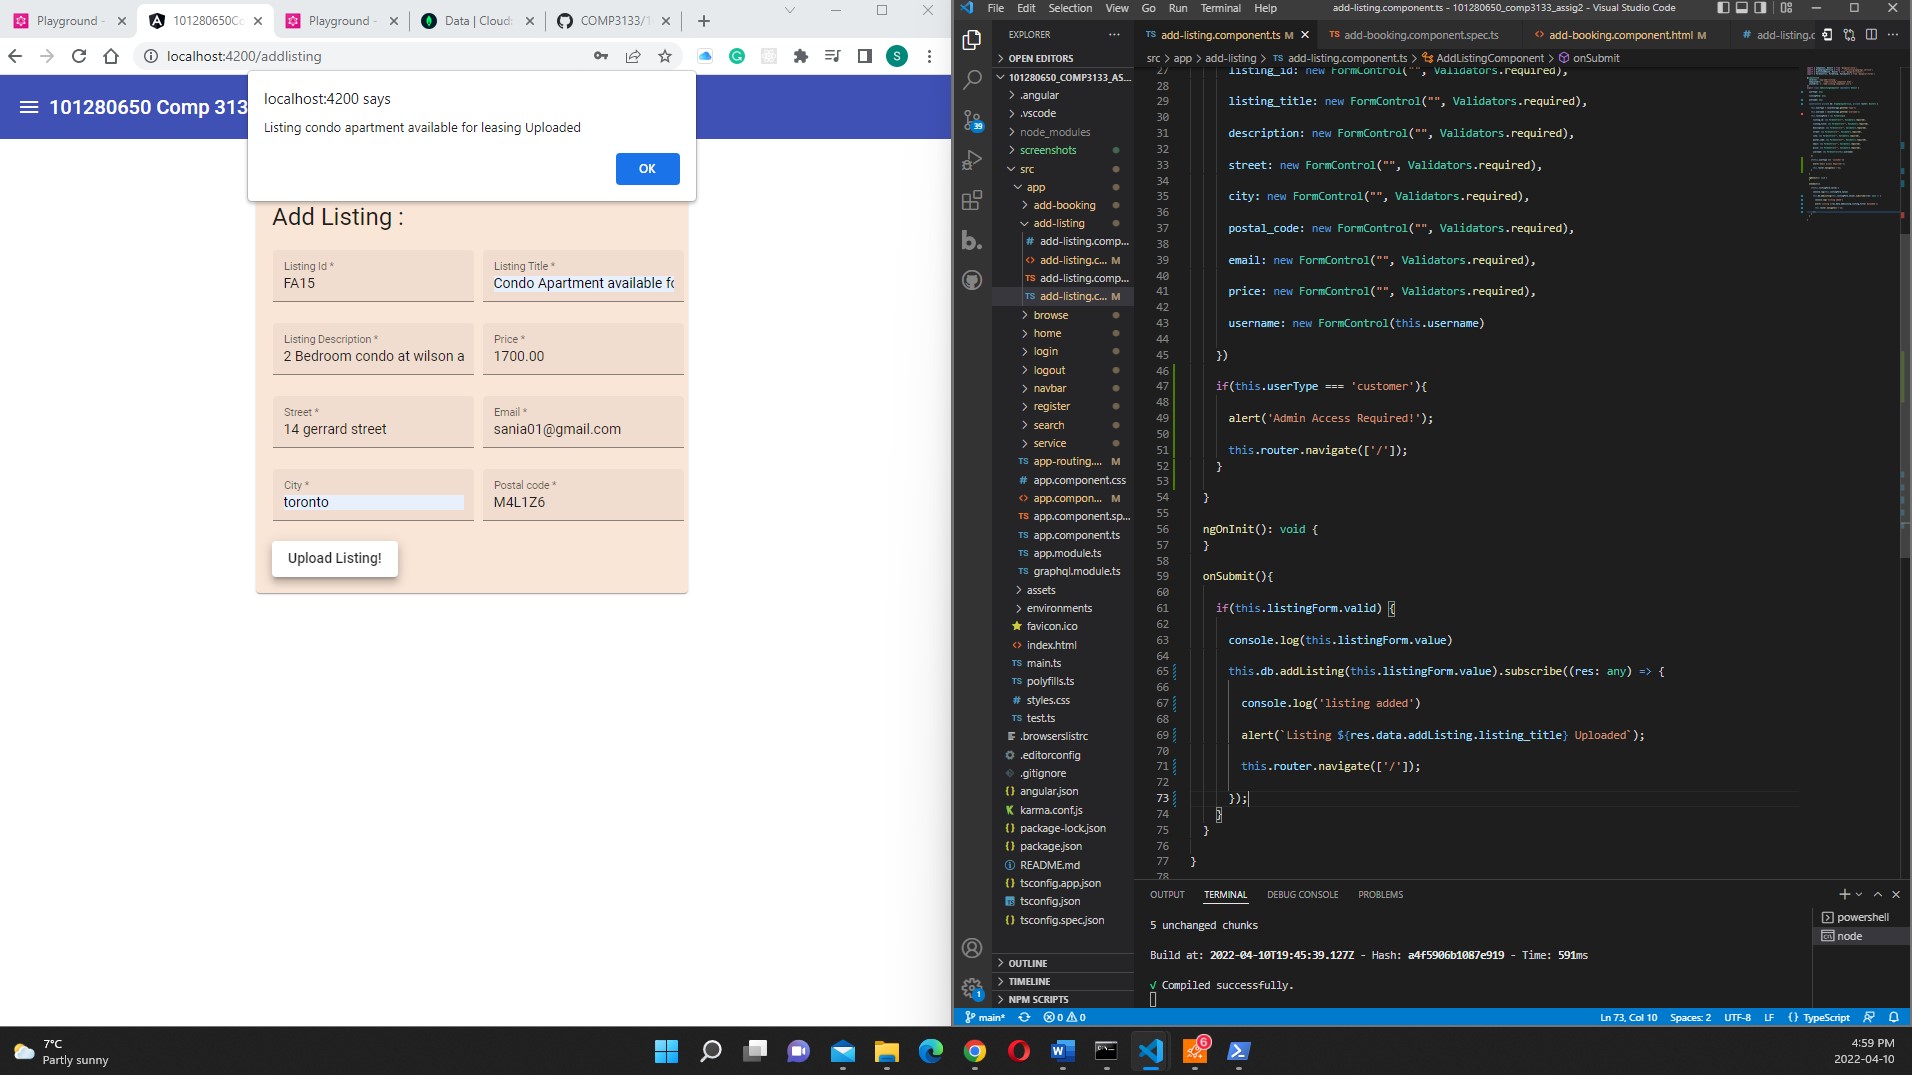 Playground -
101280650Co
Playground -
Data | Cloud:
COMP3133/1
localhost:4200/addlisting
S
101280650 Comp 313
localhost:4200 says
Listing condo apartment available for leasing Uploaded
OK
Add Listing :
Listing Id *
FA15
Listing Title *
Condo Apartment available fo
Listing Description *
2 Bedroom condo at wilson a
Price *
1700.00
Street *
14 gerrard street
Email *
sania01@gmail.com
City *
toronto
Postal code *
M4L1Z6
Upload Listing!
File Edit Selection View Go Run Terminal Help
add-listing.component.ts - 101280650_comp3133_assig2 - Visual Studio Code
EXPLORER
OPEN EDITORS
101280650_COMP3133_AS...
.angular
.vscode
node_modules
screenshots
src
app
add-booking
add-listing
# add-listing.comp...
<> add-listing.c... M
TS add-listing.comp...
TS add-listing.c... M
browse
home
login
logout
navbar
register
search
service
TS app-routing.... M
# app.component.css
<> app.compon... M
TS app.component.sp...
TS app.component.ts
TS app.module.ts
TS graphql.module.ts
assets
environments
favicon.ico
<> index.html
TS main.ts
TS polyfills.ts
# styles.css
TS test.ts
.browserslistrc
.editorconfig
.gitignore
{} angular.json
K karma.conf.js
{} package-lock.json
{} package.json
README.md
{} tsconfig.app.json
tsconfig.json
{} tsconfig.spec.json
OUTLINE
TIMELINE
NPM SCRIPTS
39
b.
1
TS add-listing.component.ts M
TS add-booking.component.spec.ts
<> add-booking.component.html M
# add-listing.c
src > app > add-listing > TS add-listing.component.ts > AddListingComponent > onSubmit
27 listing_id: new FormControl("", Validators.required),
28
29 listing_title: new FormControl("", Validators.required),
30
31 description: new FormControl("", Validators.required),
32
33 street: new FormControl("", Validators.required),
34
35 city: new FormControl("", Validators.required),
36
37 postal_code: new FormControl("", Validators.required),
38
39 email: new FormControl("", Validators.required),
40
41 price: new FormControl("", Validators.required),
42
43 username: new FormControl(this.username)
44
45 })
46
47 if(this.userType === 'customer'){
48
49 alert('Admin Access Required!');
50
51 this.router.navigate(['/']);
52 }
53
54 }
55
56 ngOnInit(): void {
57 }
58
59 onSubmit(){
60
61 if(this.listingForm.valid) {
62
63 console.log(this.listingForm.value)
64
65 this.db.addListing(this.listingForm.value).subscribe((res: any) => {
66
67 console.log('listing added')
68
69 alert(`Listing ${res.data.addListing.listing_title} Uploaded`);
70
71 this.router.navigate(['/']);
72
73 });
74 }
75 }
76
77 }
78
OUTPUT TERMINAL DEBUG CONSOLE PROBLEMS
5 unchanged chunks
Build at: 2022-04-10T19:45:39.127Z - Hash: a4f5906b1087e919 - Time: 591ms
√ Compiled successfully.
powershell
node
main* 0 0
Ln 73, Col 10 Spaces: 2 UTF-8 LF {} TypeScript
7°C
Partly sunny
6
4:59 PM
2022-04-10